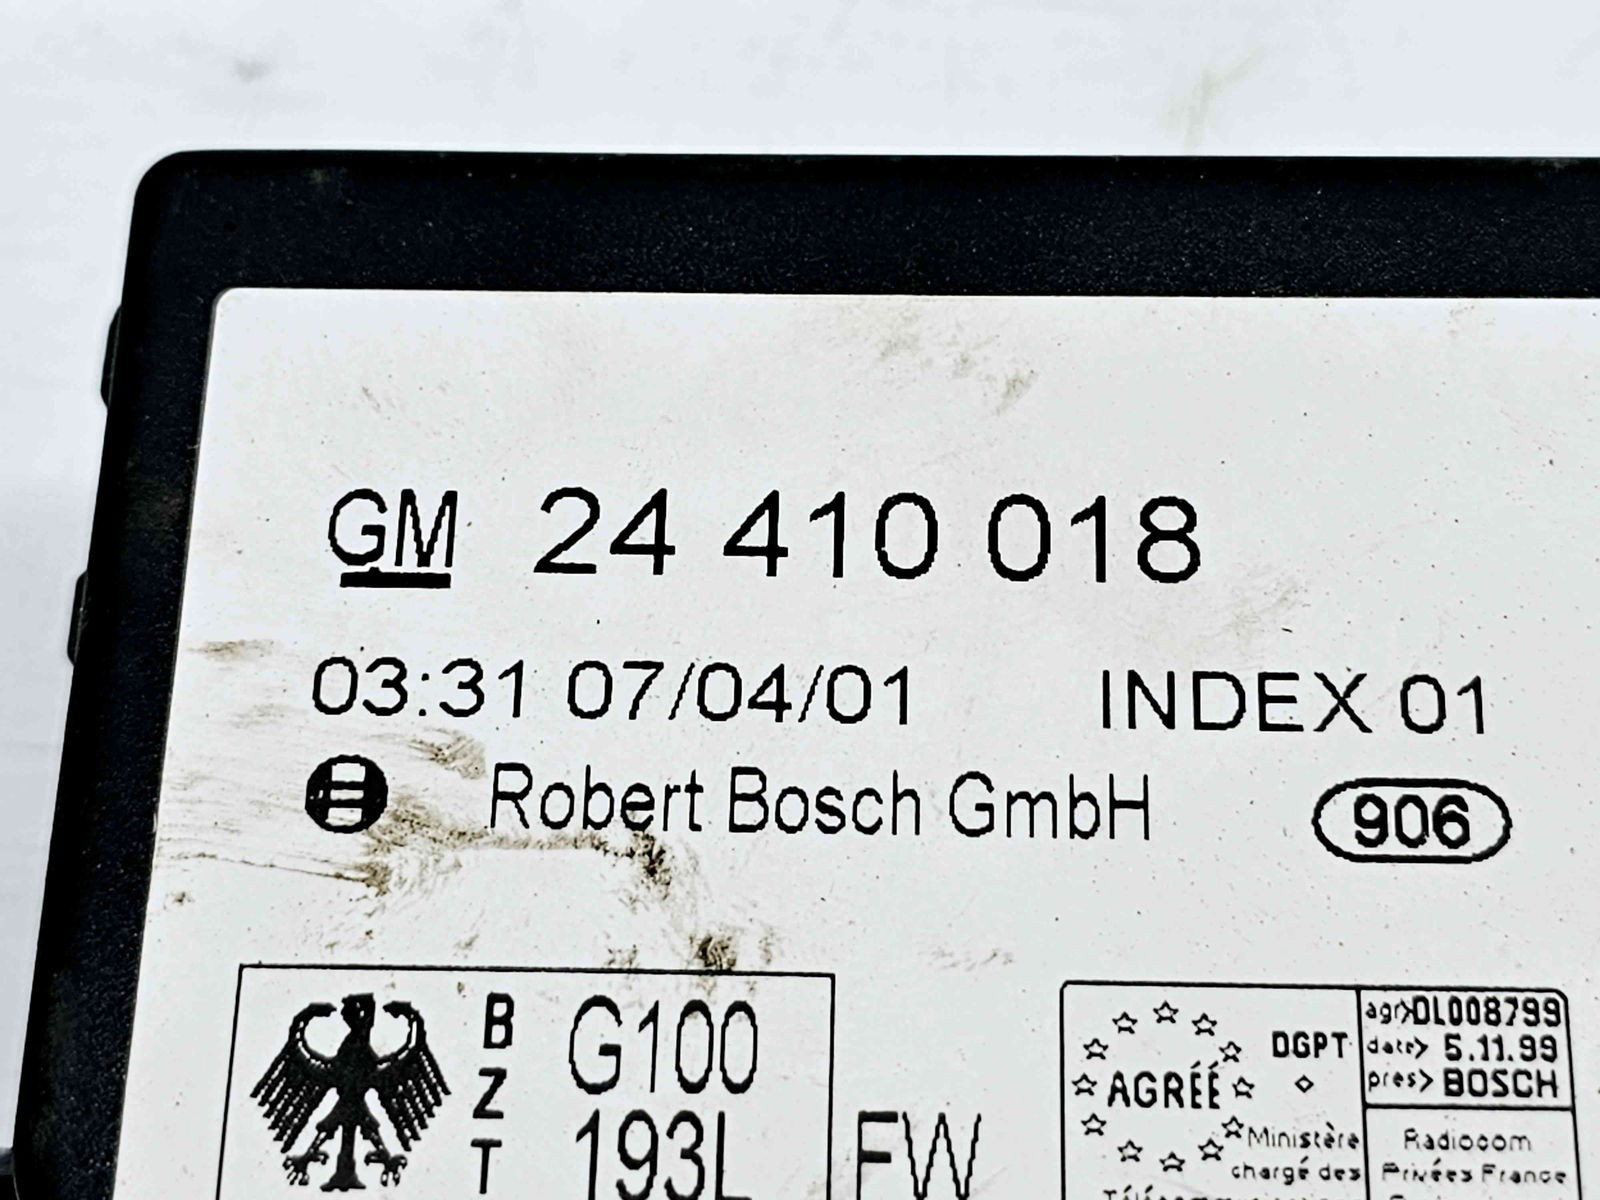 GM 24 410 018
03:31 07/04/01 INDEX 01
Robert Bosch GmbH 906
BZT G100
193L FW
AGRÉÉ DGPT
agr> DL008799
date> 5.11.99
pres> BOSCH
Ministère
chargé des
Radiocom
Privées France